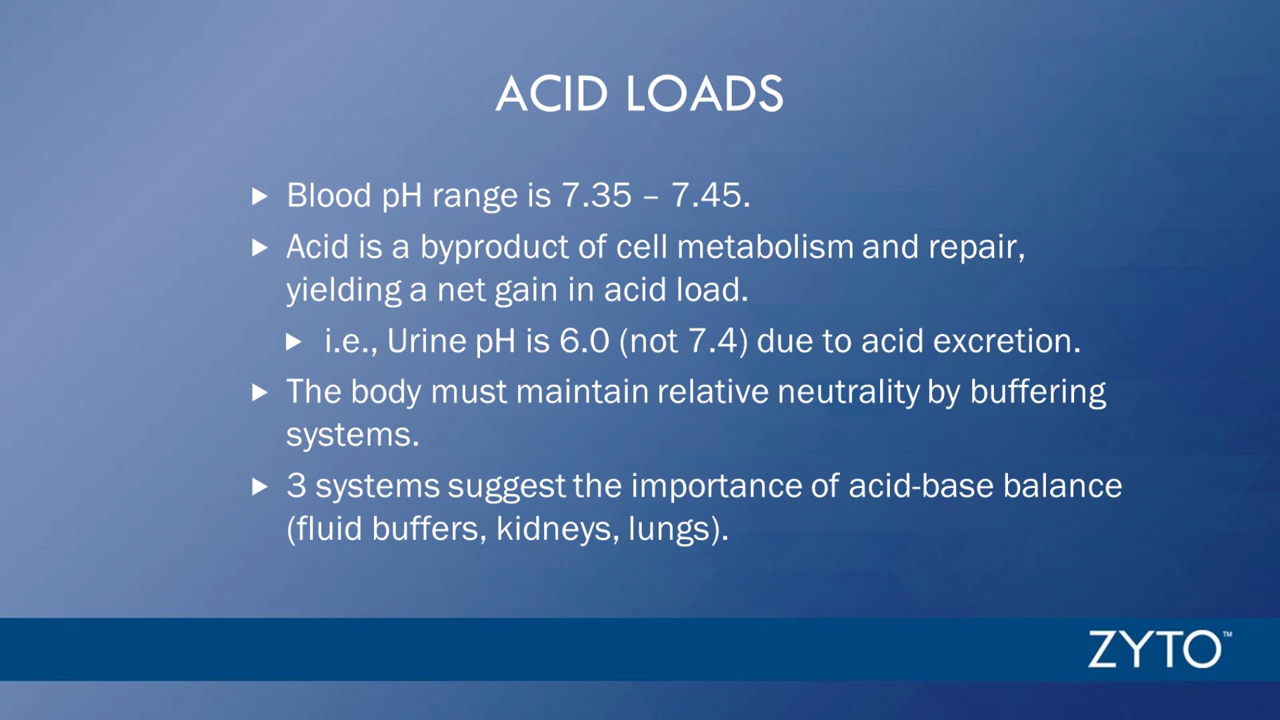 ACID LOADS
Blood pH range is 7.35 – 7.45.
Acid is a byproduct of cell metabolism and repair,
yielding a net gain in acid load.
i.e., Urine pH is 6.0 (not 7.4) due to acid excretion.
The body must maintain relative neutrality by buffering
systems.
3 systems suggest the importance of acid-base balance
(fluid buffers, kidneys, lungs).
ZYTO™